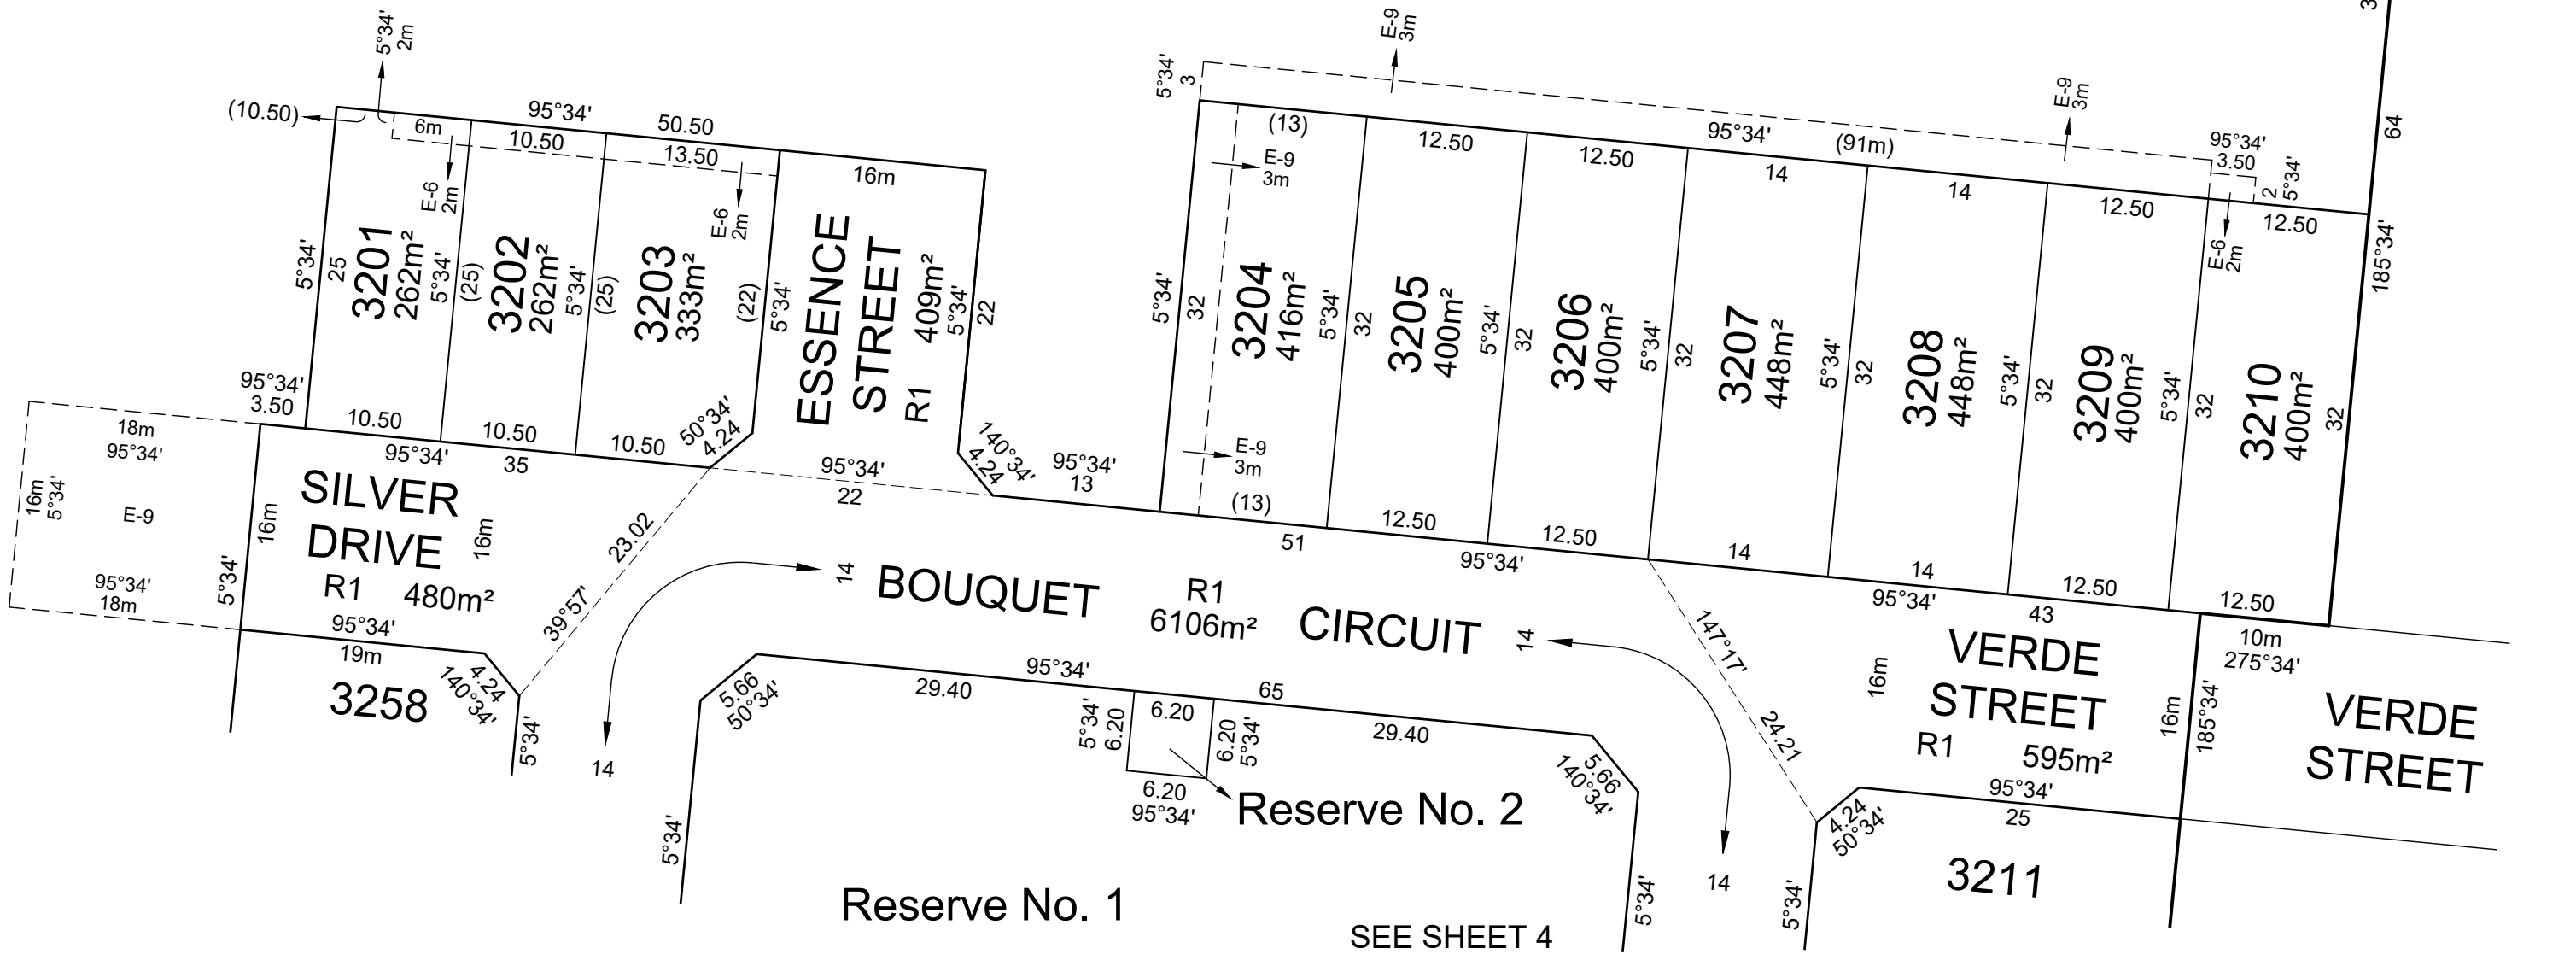 5°34'
2m
(10.50)
95°34'
50.50
6m
10.50
13.50
16m
E-6
2m
E-6
2m
5°34'
25
3201
262m²
5°34'
(25)
3202
262m²
5°34'
(25)
3203
333m²
(22)
5°34'
ESSENCE
STREET
R1
409m²
5°34'
22
95°34'
3.50
10.50
10.50
10.50
50°34'
4.24
95°34'
35
95°34'
22
140°34'
4.24
95°34'
13
18m
95°34'
16m
5°34'
E-9
95°34'
18m
5°34'
16m
SILVER
DRIVE
R1
480m²
16m
95°34'
19m
4.24
140°34'
3258
5°34'
39°57'
23.02
14
14
BOUQUET
R1
6106m²
CIRCUIT
14
14
E-9
3m
5°34'
3
E-9
3m
95°34'
(91m)
95°34'
3.50
2
5°34'
3
64
185°34'
(13)
12.50
12.50
14
14
12.50
12.50
E-9
3m
E-6
2m
5°34'
32
3204
416m²
5°34'
32
3205
400m²
5°34'
32
3206
400m²
5°34'
32
3207
448m²
5°34'
32
3208
448m²
5°34'
32
3209
400m²
5°34'
32
3210
400m²
32
E-9
3m
(13)
12.50
12.50
14
14
12.50
12.50
51
95°34'
95°34'
43
10m
275°34'
147°17'
24.21
16m
VERDE
STREET
R1
595m²
16m
185°34'
VERDE
STREET
95°34'
25
4.24
50°34'
3211
5°34'
5.66
50°34'
29.40
95°34'
65
29.40
5.66
140°34'
5°34'
6.20
6.20
6.20
5°34'
6.20
95°34'
Reserve No. 2
5°34'
Reserve No. 1
5°34'
SEE SHEET 4